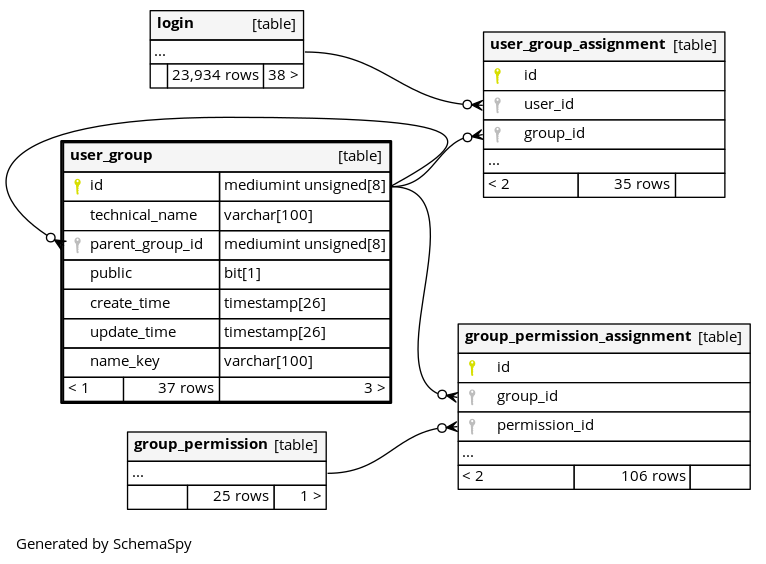 login [table]
...
23,934 rows 38 >
user_group_assignment [table]
id
user_id
group_id
...
< 2 35 rows
user_group [table]
id mediumint unsigned[8]
technical_name varchar[100]
parent_group_id mediumint unsigned[8]
public bit[1]
create_time timestamp[26]
update_time timestamp[26]
name_key varchar[100]
< 1 37 rows 3 >
group_permission_assignment [table]
id
group_id
permission_id
...
< 2 106 rows
group_permission [table]
...
25 rows 1 >
Generated by SchemaSpy